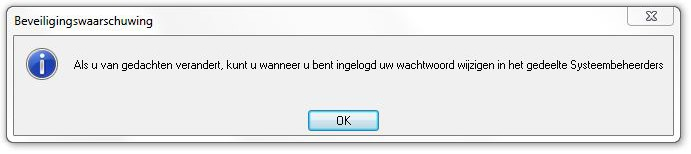 Beveiligingswaarschuwing
Als u van gedachten verandert, kunt u wanneer u bent ingelogd uw wachtwoord wijzigen in het gedeelte Systeembeheerders
OK